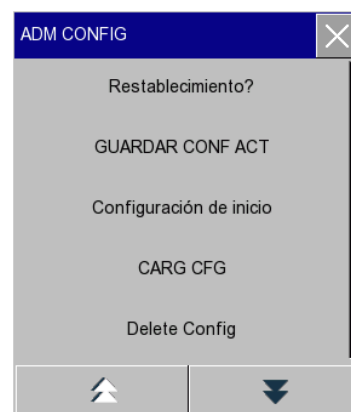 ADM CONFIG
Restablecimiento?
GUARDAR CONF ACT
Configuración de inicio
CARG CFG
Delete Config